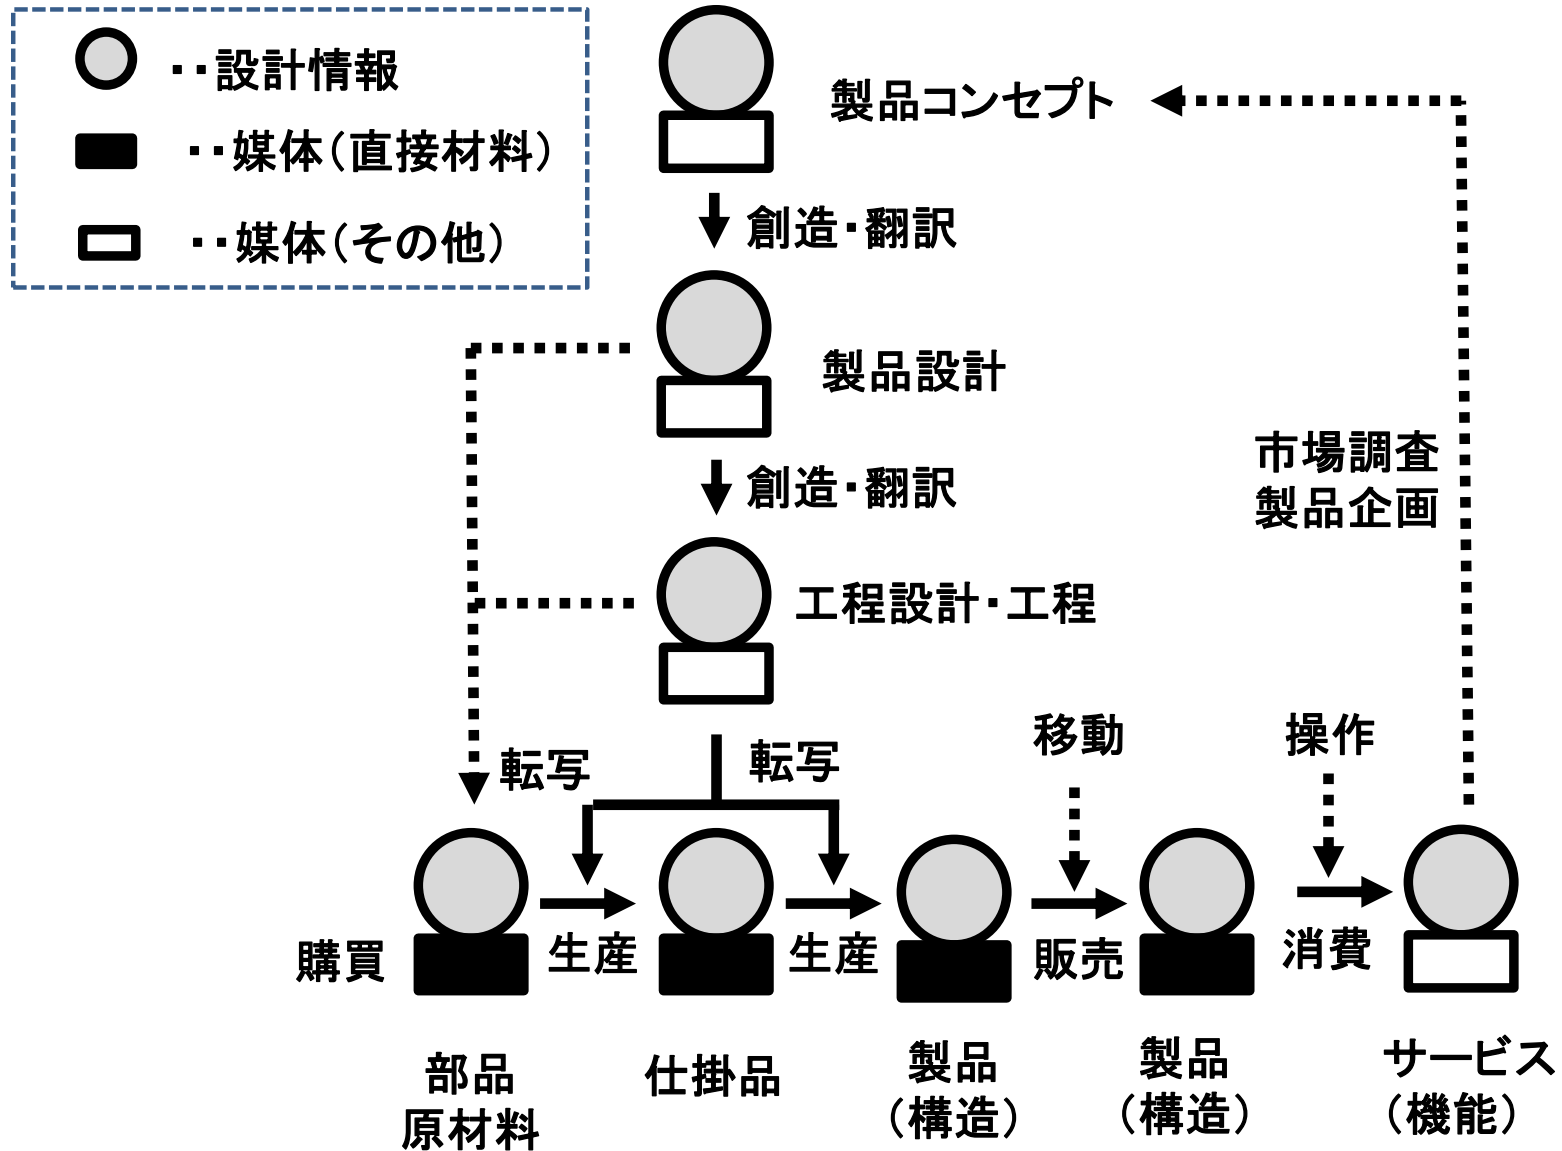 ‥設計情報
‥媒体（直接材料）
‥媒体（その他）
製品コンセプト
創造・翻訳
製品設計
創造・翻訳
市場調査
製品企画
工程設計・工程
転写
転写
移動
操作
購買
生産
生産
販売
消費
部品
原材料
仕掛品
製品
（構造）
製品
（構造）
サービス
（機能）